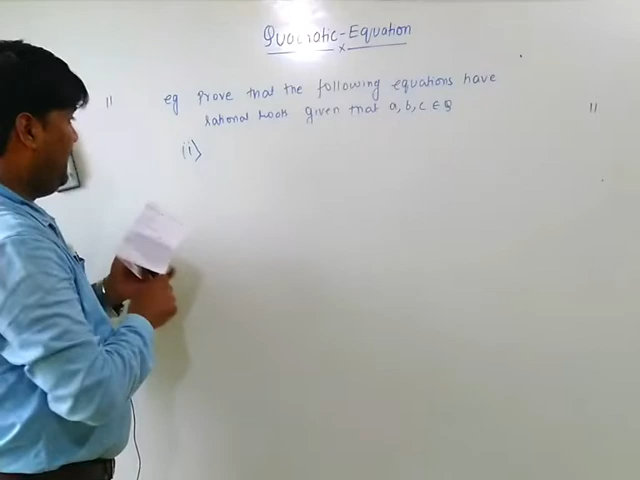 Quadratic-Equation
x
eg Prove that the following equations have
rational roots given that a, b, c ∈ Q
(i)>